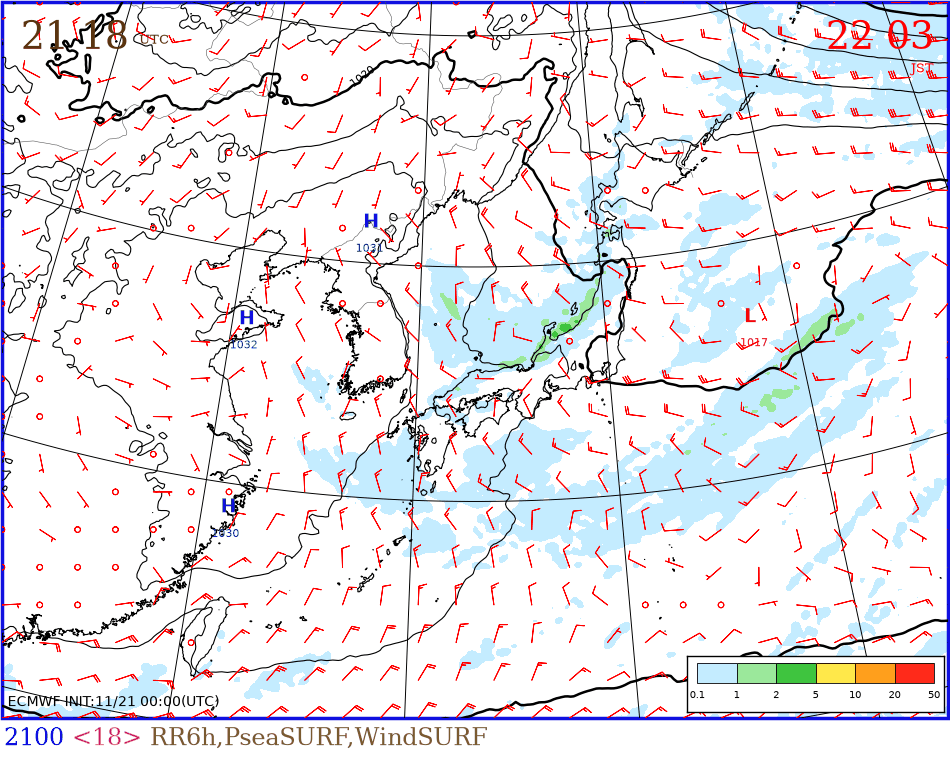 21 18 UTC
22 03
JST
1020
H
1031
H
1032
L
1017
H
1030
0.1 1 2 5 10 20 50
ECMWF INIT:11/21 00:00(UTC)
2100 <18> RR6h,PseaSURF,WindSURF